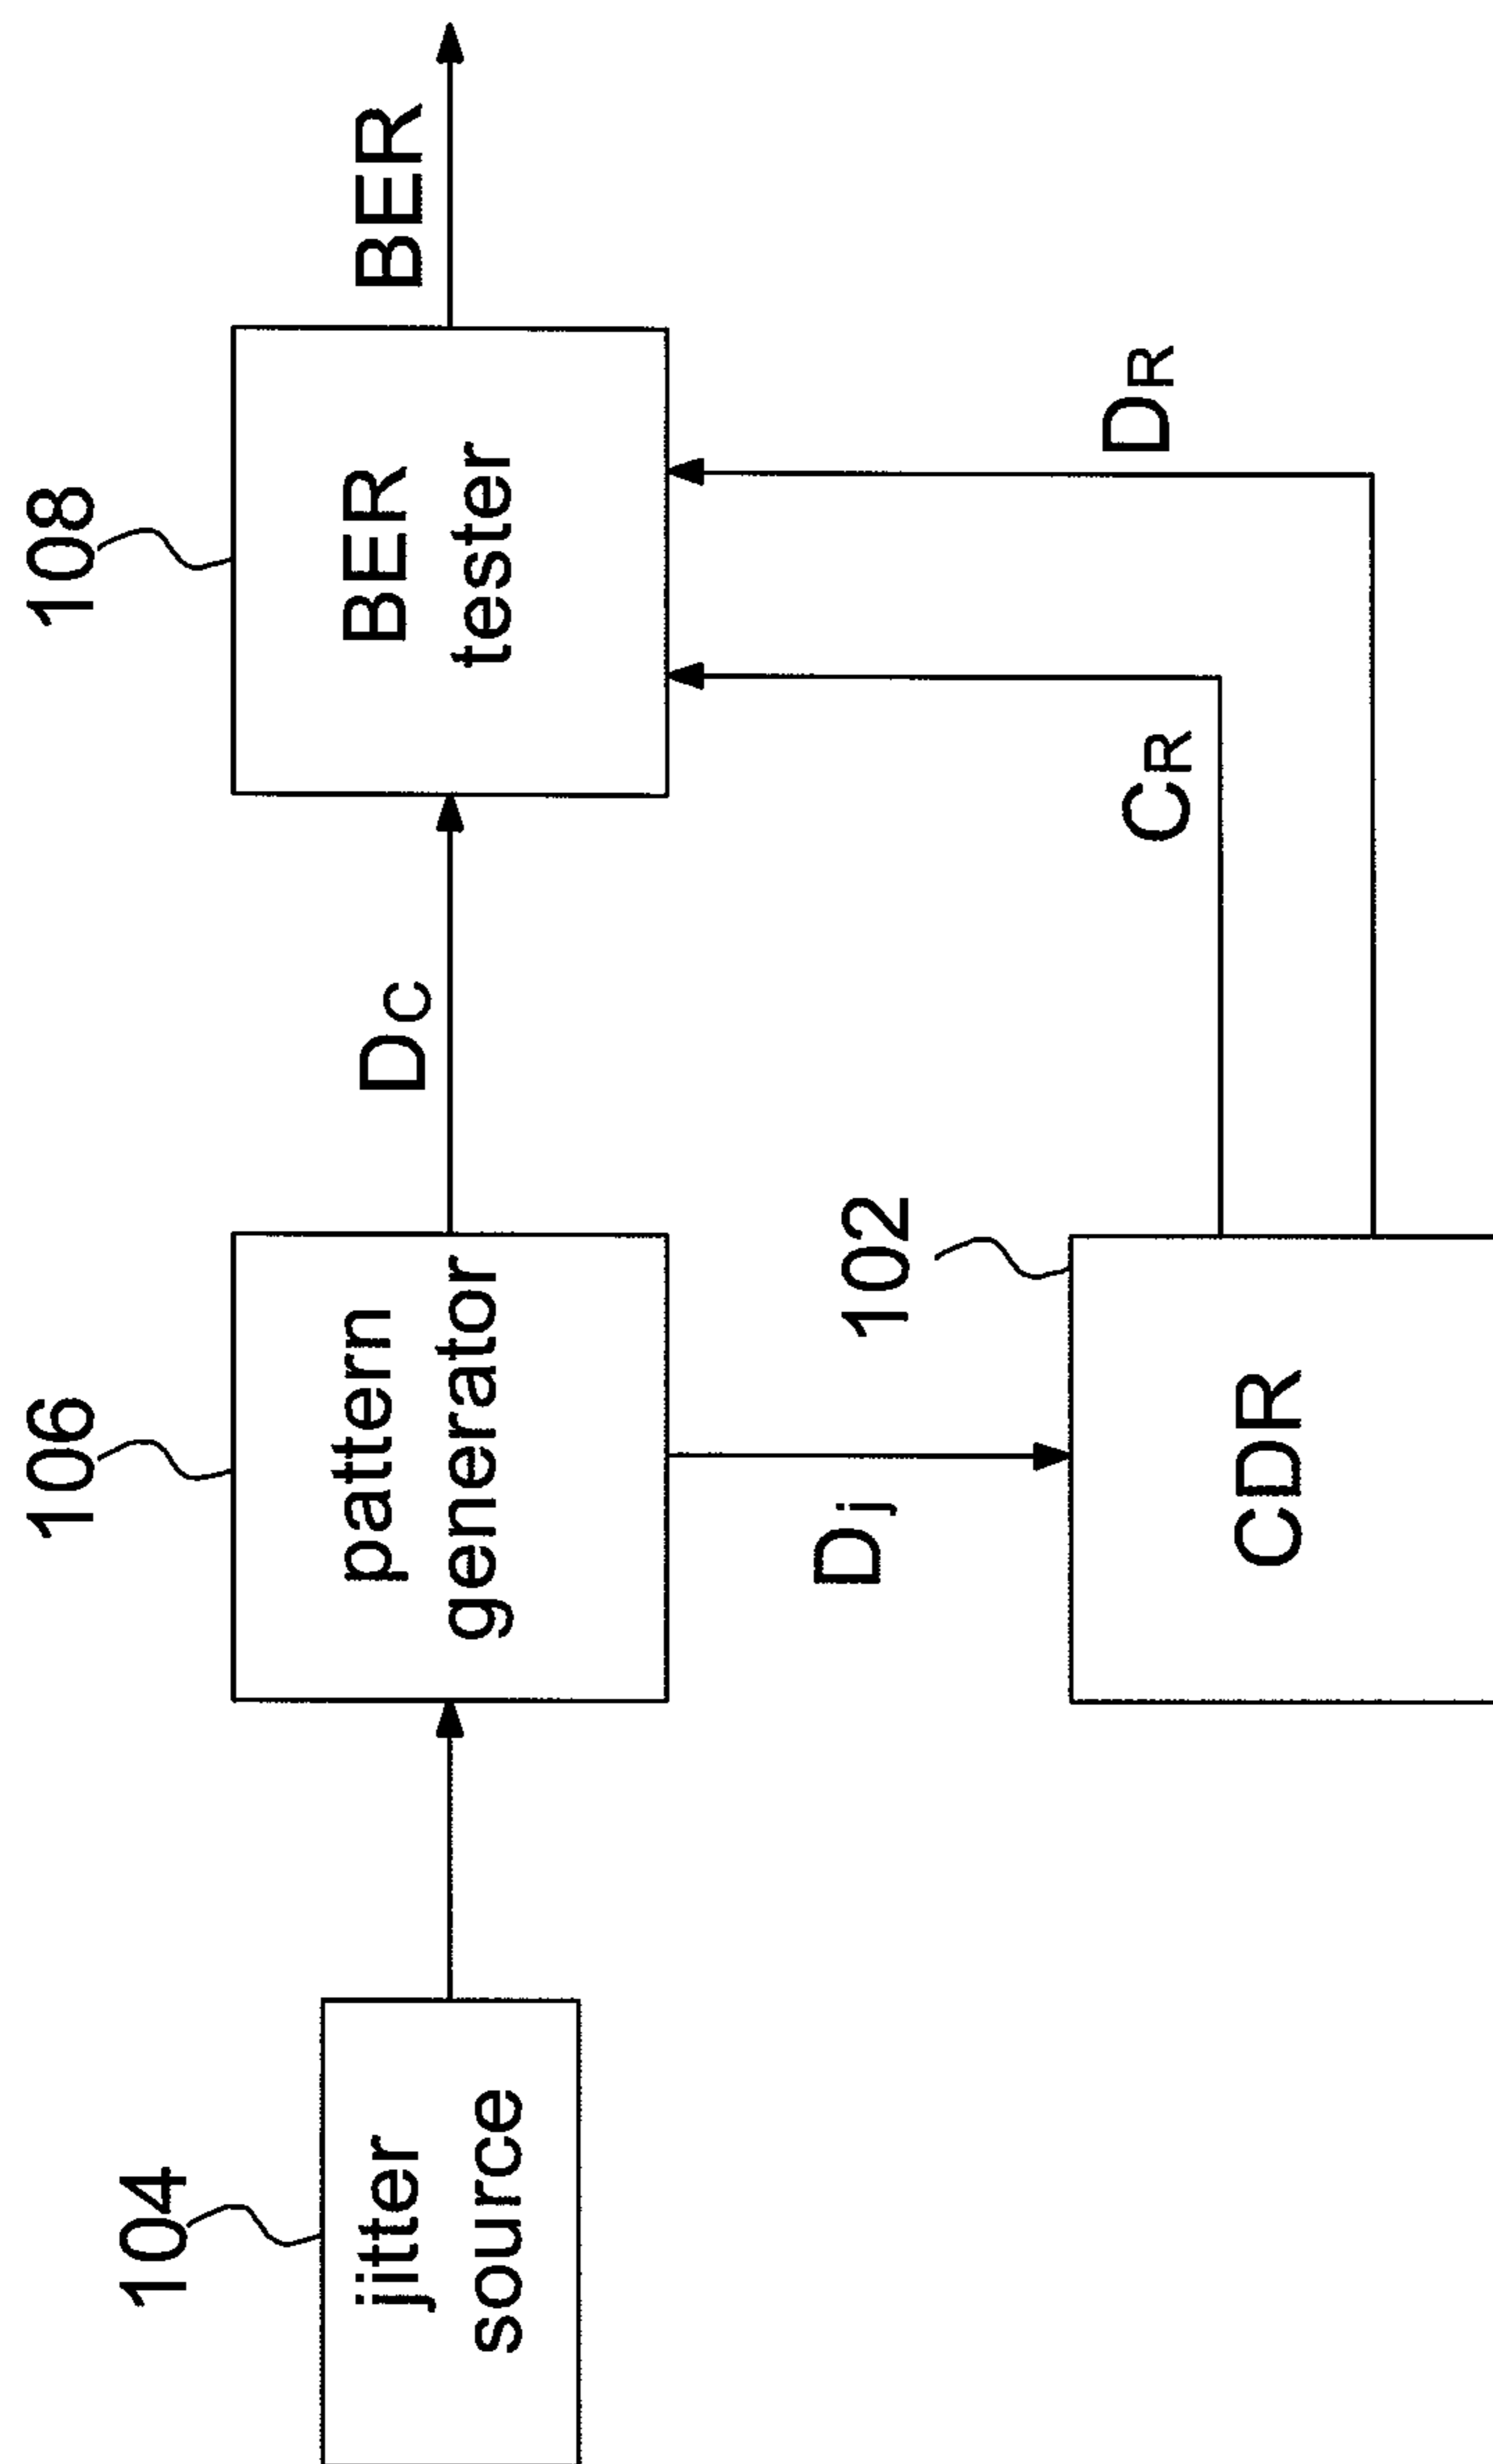 104
jitter
source
106
pattern
generator
DC
108
BER
tester
BER
Dj
102
CDR
CR
DR